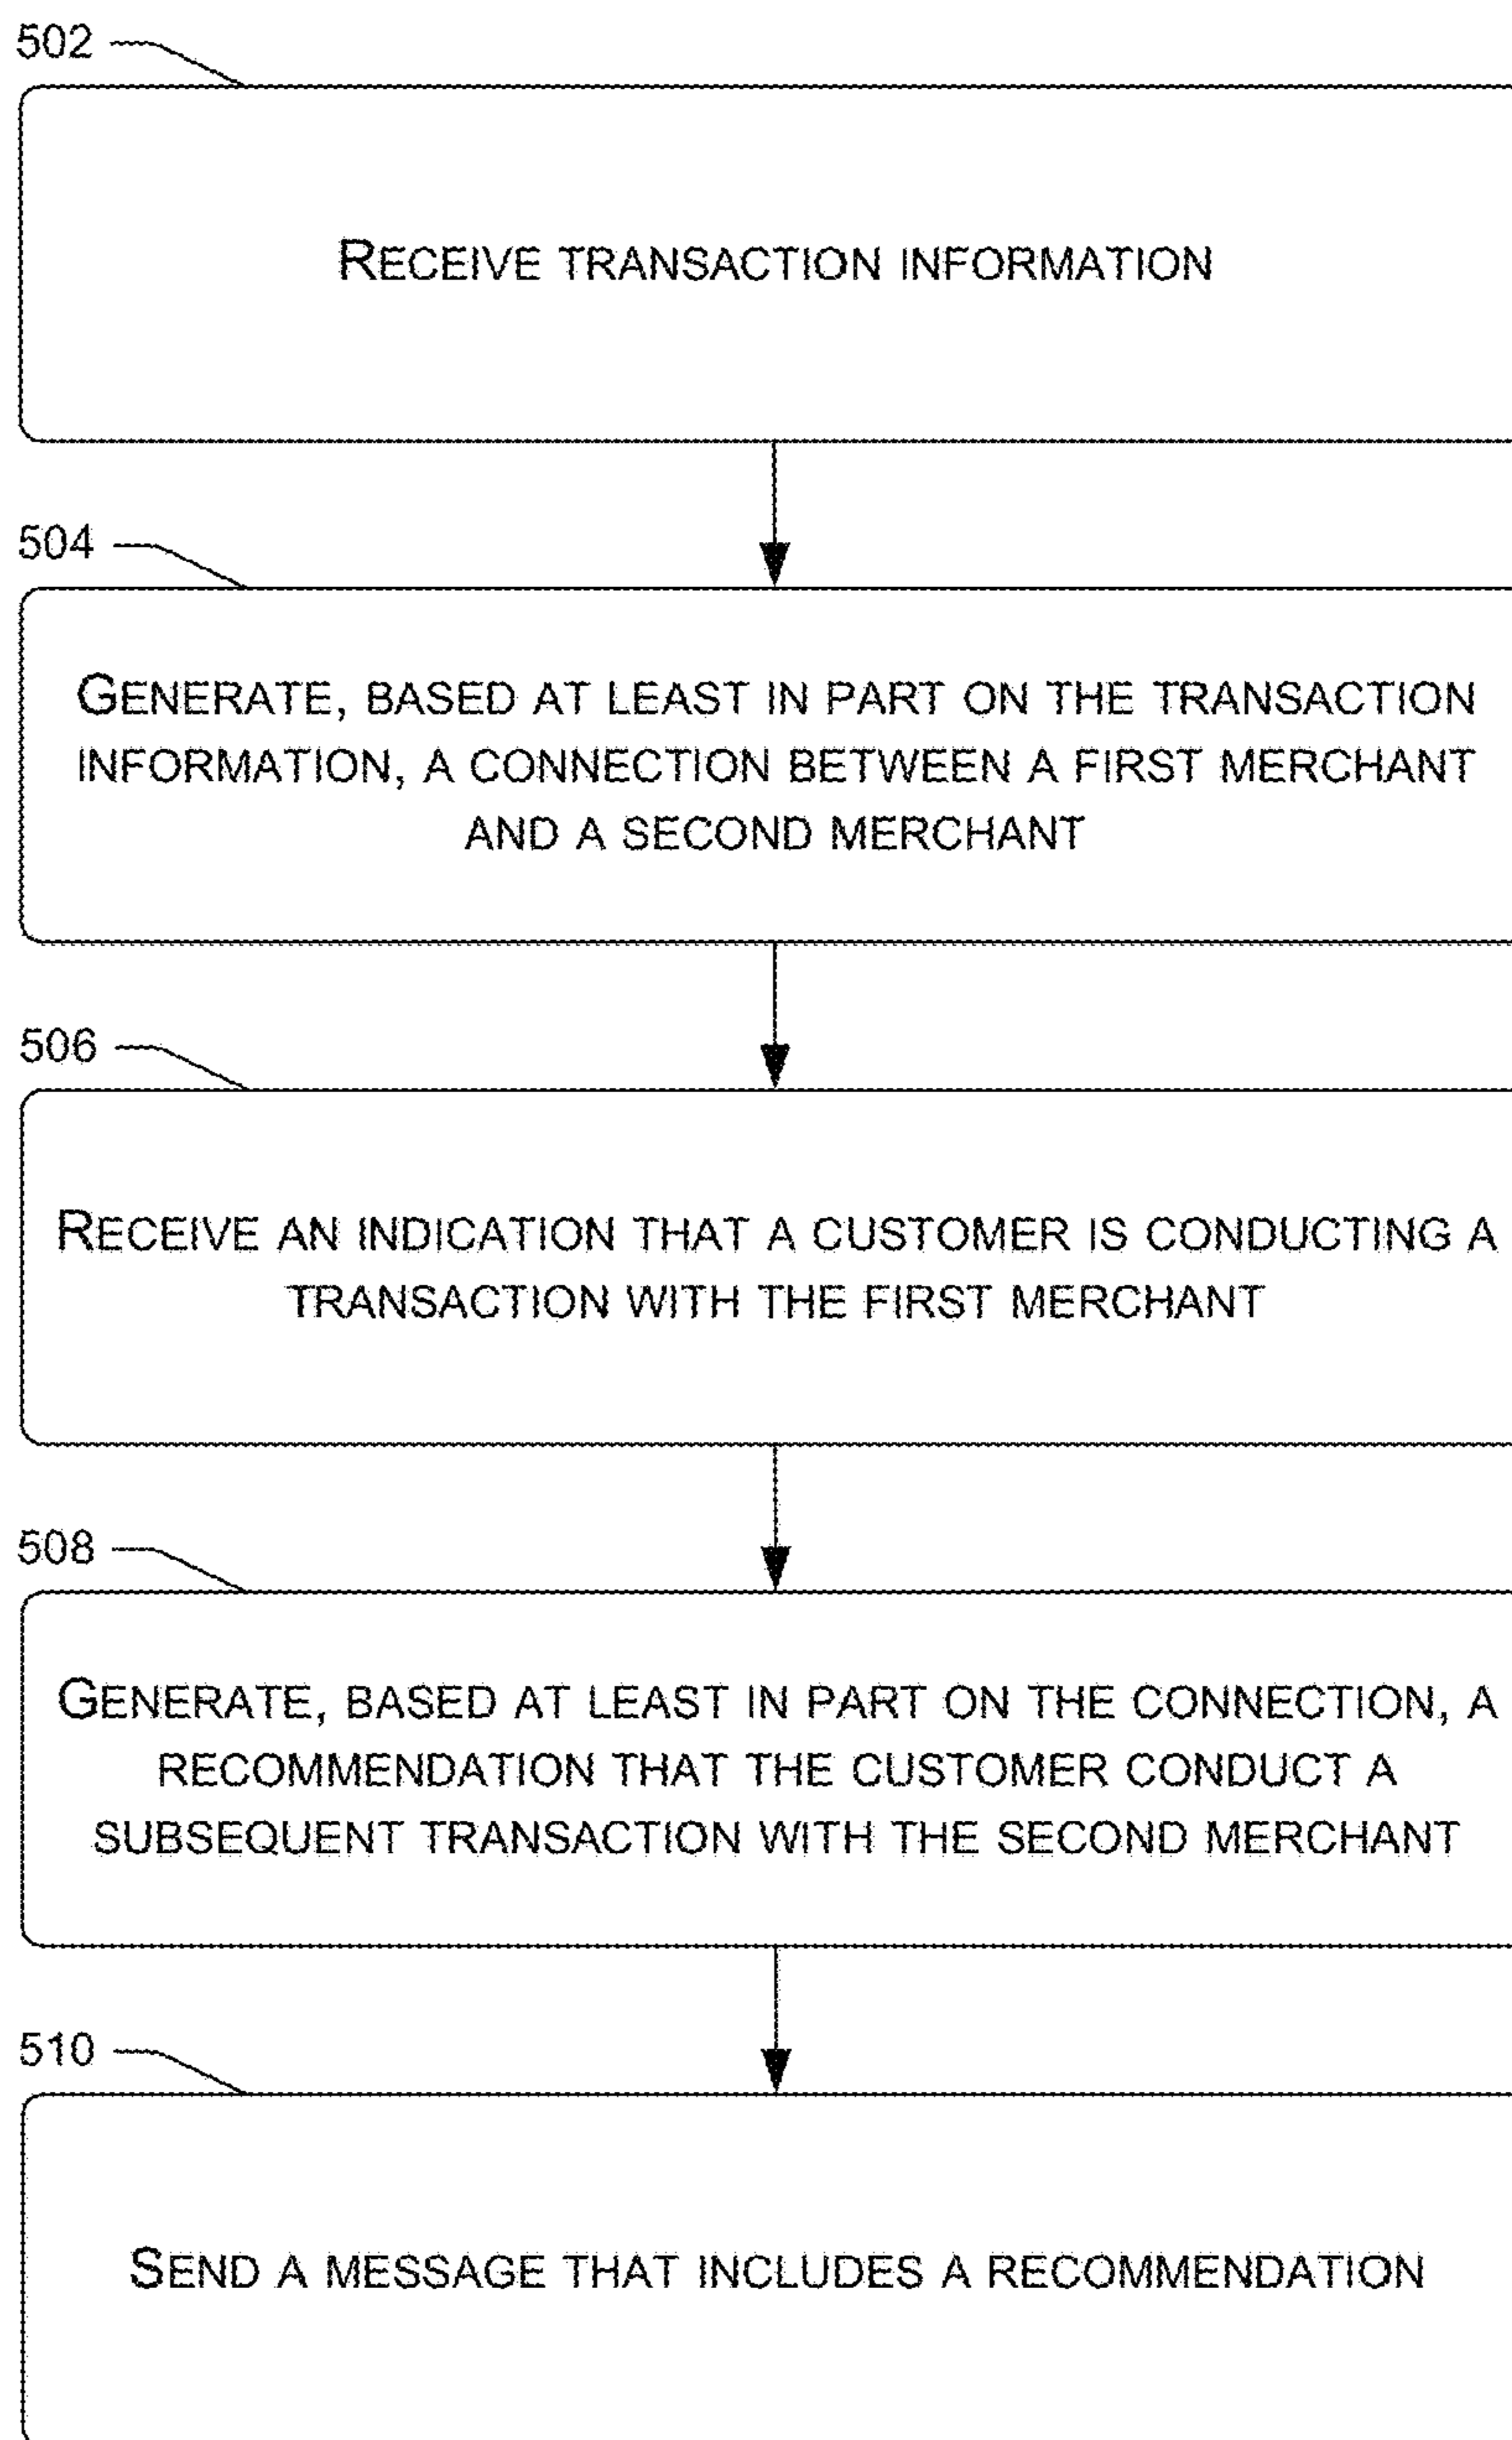 502
RECEIVE TRANSACTION INFORMATION
504
GENERATE, BASED AT LEAST IN PART ON THE TRANSACTION
INFORMATION, A CONNECTION BETWEEN A FIRST MERCHANT
AND A SECOND MERCHANT
506
RECEIVE AN INDICATION THAT A CUSTOMER IS CONDUCTING A
TRANSACTION WITH THE FIRST MERCHANT
508
GENERATE, BASED AT LEAST IN PART ON THE CONNECTION, A
RECOMMENDATION THAT THE CUSTOMER CONDUCT A
SUBSEQUENT TRANSACTION WITH THE SECOND MERCHANT
510
SEND A MESSAGE THAT INCLUDES A RECOMMENDATION